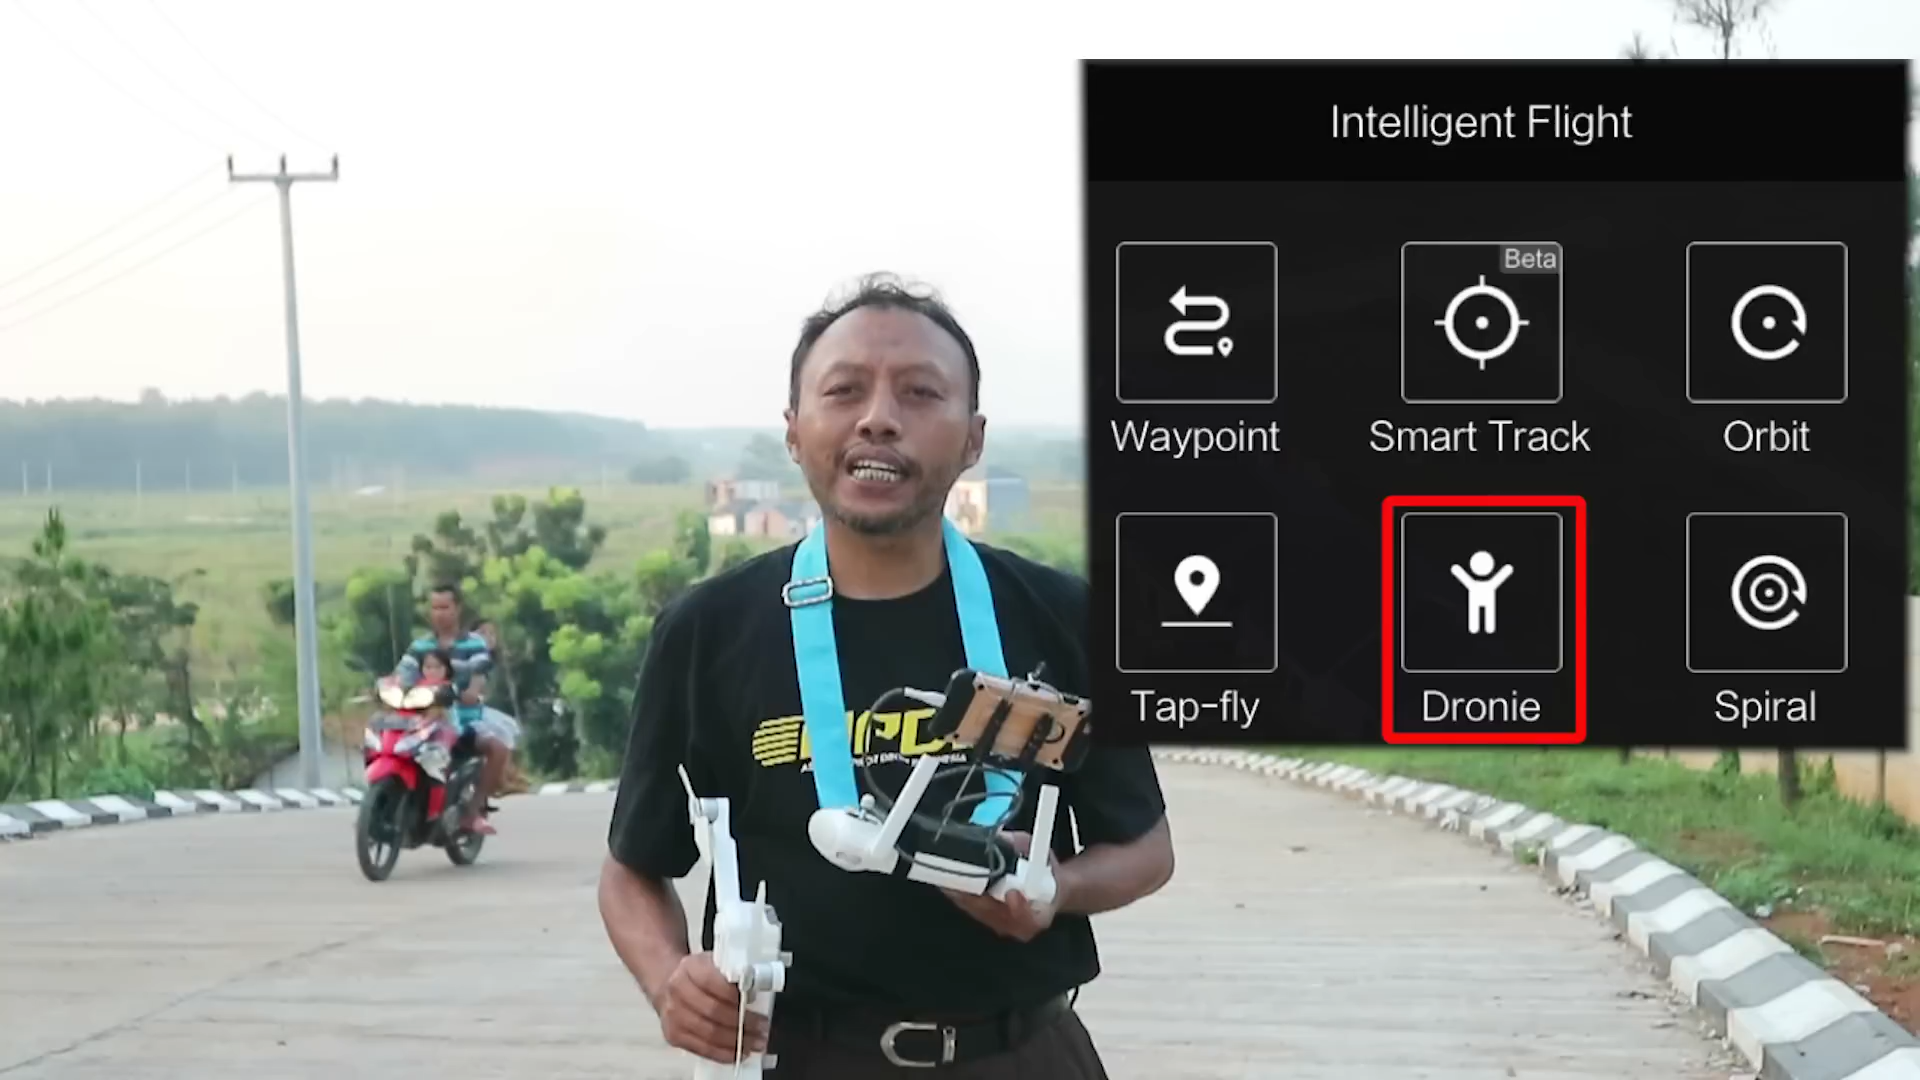 Intelligent Flight
Beta
Waypoint
Smart Track
Orbit
Tap-fly
Dronie
Spiral